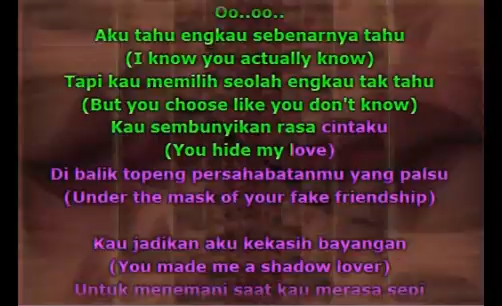 Oo..oo..
Aku tahu engkau sebenarnya tahu
(I know you actually know)
Tapi kau memilih seolah engkau tak tahu
(But you choose like you don't know)
Kau sembunyikan rasa cintaku
(You hide my love)
Di balik topeng persahabatanmu yang palsu
(Under the mask of your fake friendship)
Kau jadikan aku kekasih bayangan
(You made me a shadow lover)
Untuk menemani saat kau merasa sepi